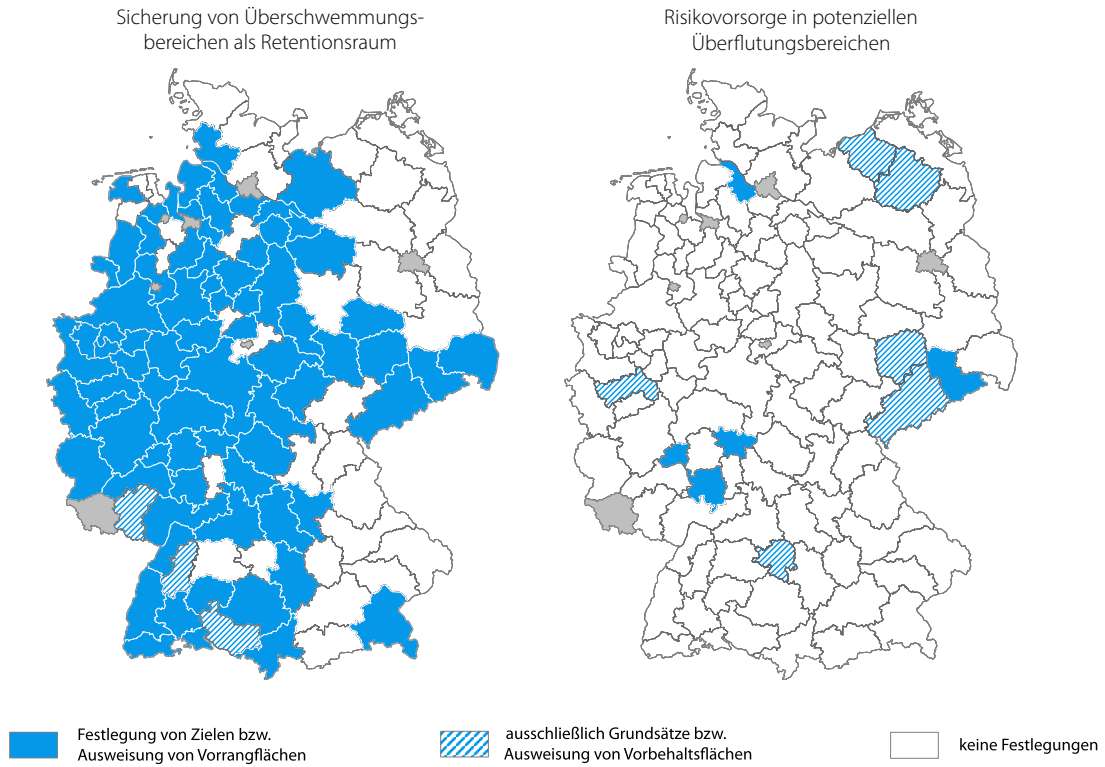 Sicherung von Überschwemmungs-
bereichen als Retentionsraum
Risikovorsorge in potenziellen
Überflutungsbereichen
Festlegung von Zielen bzw.
Ausweisung von Vorrangflächen
ausschließlich Grundsätze bzw.
Ausweisung von Vorbehaltsflächen
keine Festlegungen